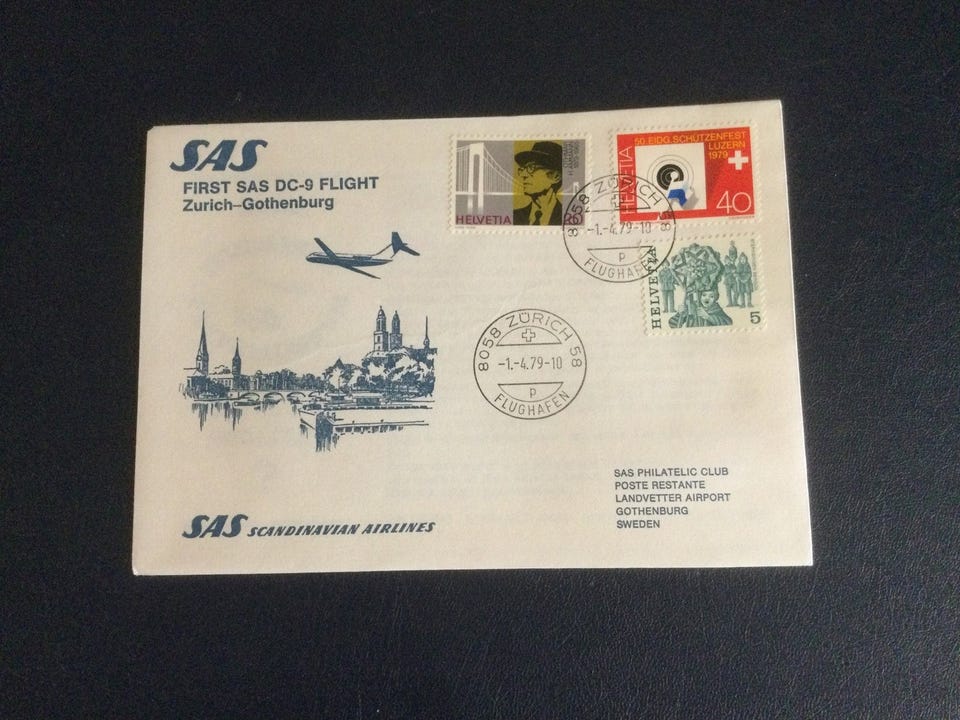 SAS
FIRST SAS DC-9 FLIGHT
Zurich–Gothenburg
HELVETIA
50. EIDG. SCHÜTZENFEST
LUZERN
1979
HELVETIA
40
8058 ZÜRICH 58
-1.-4.79-10
p
FLUGHAFEN
HELVETIA
5
8058 ZÜRICH 58
-1.-4.79-10
p
FLUGHAFEN
SAS PHILATELIC CLUB
POSTE RESTANTE
LANDVETTER AIRPORT
GOTHENBURG
SWEDEN
SAS SCANDINAVIAN AIRLINES